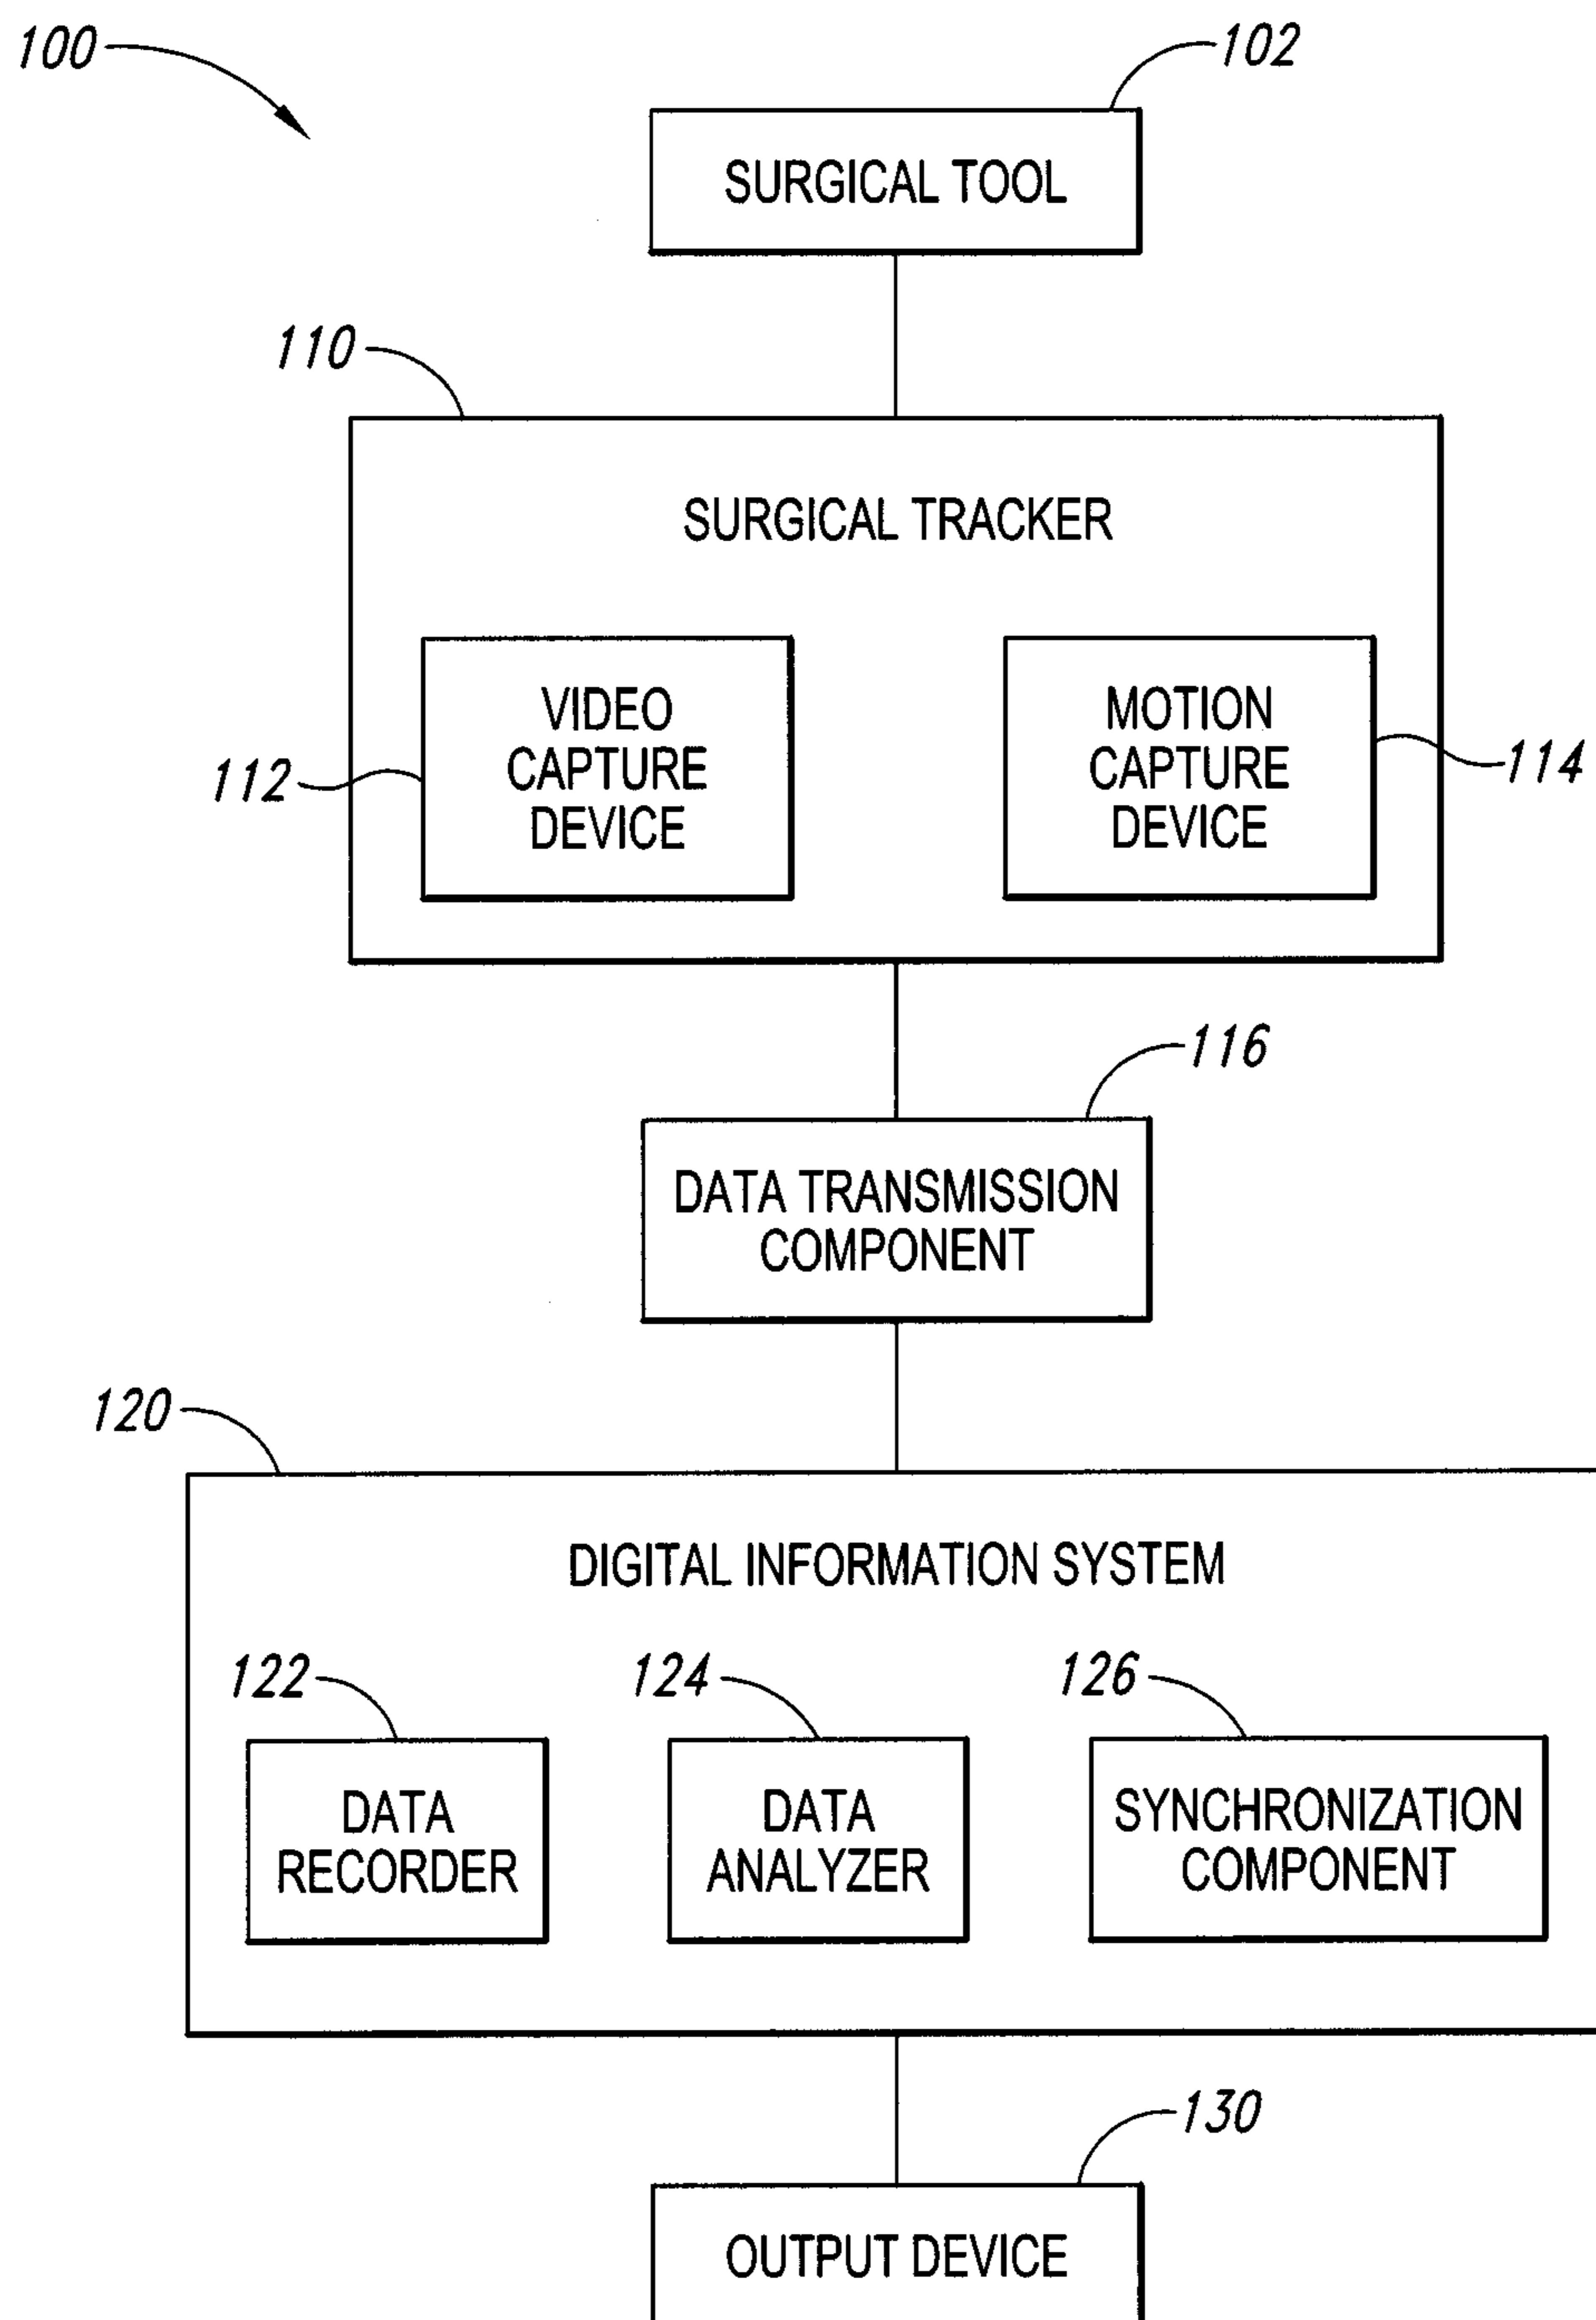 100
102
SURGICAL TOOL
110
SURGICAL TRACKER
VIDEO
CAPTURE
DEVICE
MOTION
CAPTURE
DEVICE
112
114
116
DATA TRANSMISSION
COMPONENT
120
DIGITAL INFORMATION SYSTEM
122
124
126
DATA
RECORDER
DATA
ANALYZER
SYNCHRONIZATION
COMPONENT
130
OUTPUT DEVICE